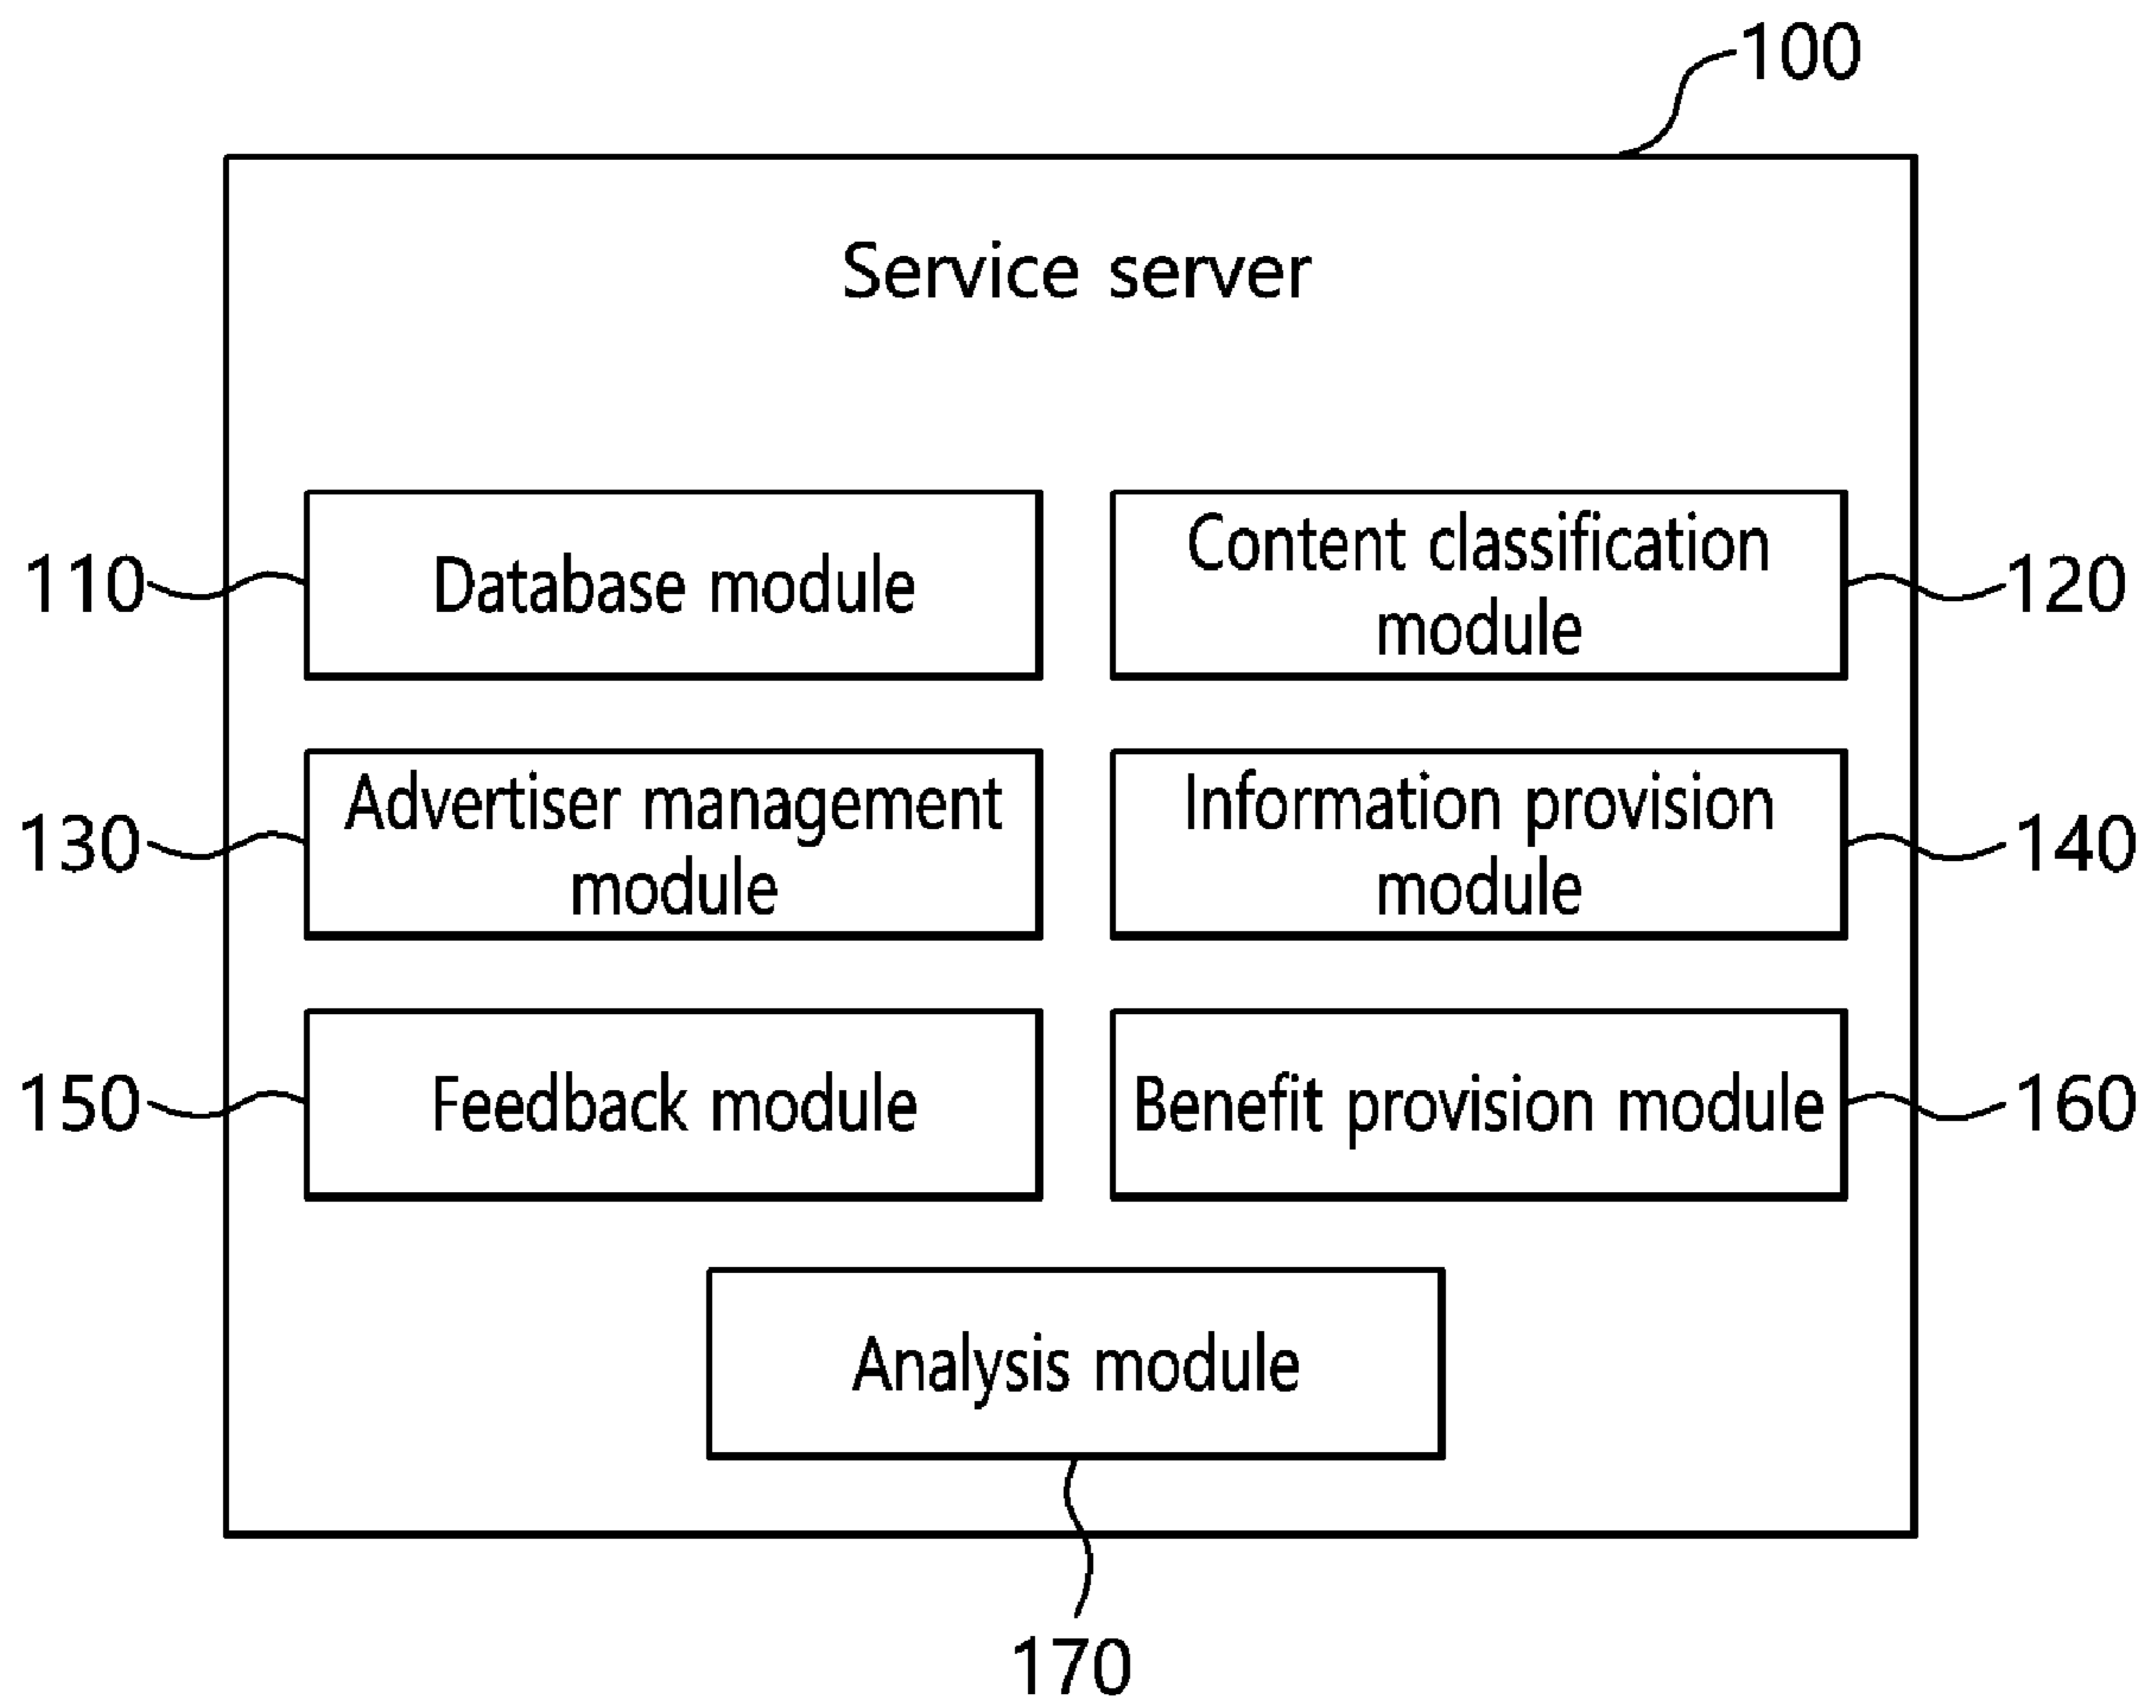 100
Service server
110
Database module
Content classification
module
120
130
Advertiser management
module
Information provision
module
140
150
Feedback module
Benefit provision module
160
Analysis module
170